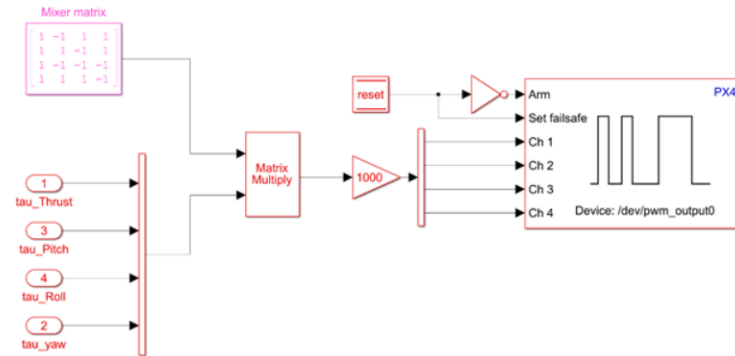 Mixer matrix
1 -1 1 1
1 1 -1 1
1 -1 -1 -1
1 1 1 -1
1
tau_Thrust
3
tau_Pitch
4
tau_Roll
2
tau_yaw
Matrix
Multiply
1000
reset
PX4
Arm
Set failsafe
Ch 1
Ch 2
Ch 3
Ch 4
Device: /dev/pwm_output0